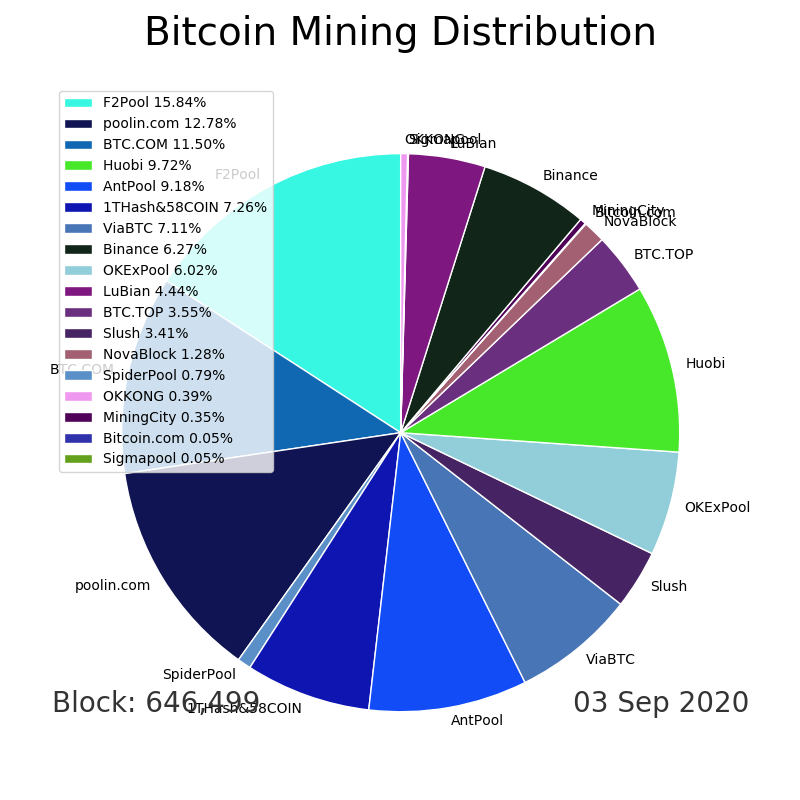 Bitcoin Mining Distribution
F2Pool 15.84%
poolin.com 12.78%
BTC.COM 11.50%
Huobi 9.72%
AntPool 9.18%
1THash&58COIN 7.26%
ViaBTC 7.11%
Binance 6.27%
OKExPool 6.02%
LuBian 4.44%
BTC.TOP 3.55%
Slush 3.41%
NovaBlock 1.28%
SpiderPool 0.79%
OKKONG 0.39%
MiningCity 0.35%
Bitcoin.com 0.05%
Sigmapool 0.05%
OKKONG
Sigmapool
LuBian
Binance
MiningCity
Bitcoin.com
NovaBlock
BTC.TOP
Huobi
OKExPool
Slush
ViaBTC
AntPool
1THash&58COIN
SpiderPool
poolin.com
BTC.COM
F2Pool
Block: 646,499
03 Sep 2020